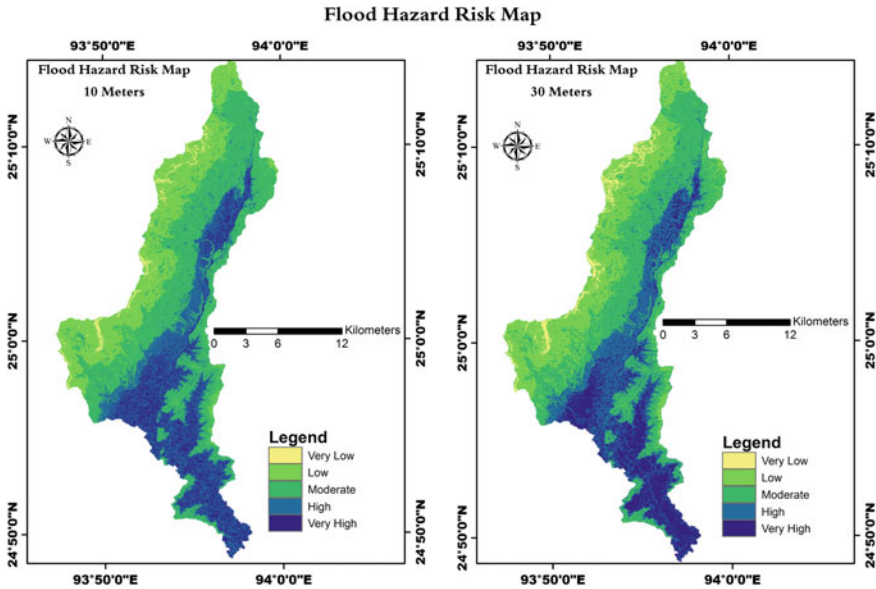 Flood Hazard Risk Map
93°50'0"E 94°0'0"E
Flood Hazard Risk Map
10 Meters
N
W E
S
25°10'0"N
25°10'0"N
25°0'0"N
25°0'0"N
Kilometers
0 3 6 12
Legend
Very Low
Low
Moderate
High
Very High
24°50'0"N
24°50'0"N
93°50'0"E 94°0'0"E
93°50'0"E 94°0'0"E
Flood Hazard Risk Map
30 Meters
N
W E
S
25°10'0"N
25°10'0"N
25°0'0"N
25°0'0"N
Kilometers
0 3 6 12
Legend
Very Low
Low
Moderate
High
Very High
24°50'0"N
24°50'0"N
93°50'0"E 94°0'0"E